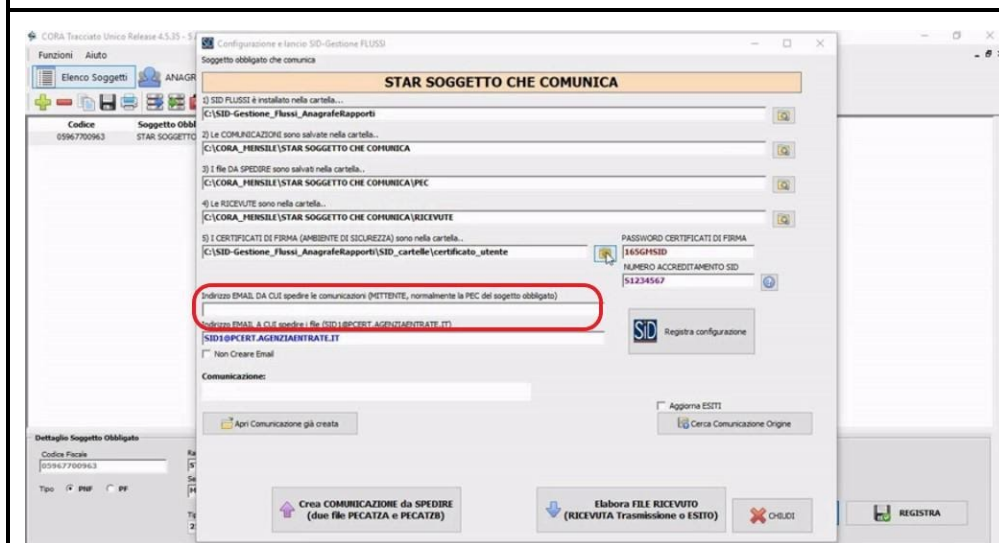 CORA Tracciato Unico Release 4.5.35 - 5.
Configurazione e lancio SID-Gestione FLUSSI
Funzioni Aiuto
Soggetto obbligato che comunica
Elenco Soggetti
ANAGR
STAR SOGGETTO CHE COMUNICA
1) SID FLUSSI è installato nella cartella...
C:\SID-Gestione_Flussi_AnagrafeRapporti
Codice
Soggetto Obbl
05967700963
STAR SOGGETTO
2) Le COMUNICAZIONI sono salvate nella cartella..
C:\CORA_MENSILE\STAR SOGGETTO CHE COMUNICA
3) I file DA SPEDIRE sono salvati nella cartella..
C:\CORA_MENSILE\STAR SOGGETTO CHE COMUNICA\PEC
4) Le RICEVUTE sono nella cartella..
C:\CORA_MENSILE\STAR SOGGETTO CHE COMUNICA\RICEVUTE
5) I CERTIFICATI DI FIRMA (AMBIENTE DI SICUREZZA) sono nella cartella..
C:\SID-Gestione_Flussi_AnagrafeRapporti\SID_cartelle\certificato_utente
PASSWORD CERTIFICATI DI FIRMA
165GMSID
NUMERO ACCREDITAMENTO SID
S1234567
Indirizzo EMAIL DA CUI spedire le comunicazioni (MITTENTE, normalmente la PEC del sogetto obbligato)
Indirizzo EMAIL A CUI spedire i file (SID1@PCERT.AGENZIAENTRATE.IT)
SID1@PCERT.AGENZIAENTRATE.IT
SiD
Registra configurazione
Non Creare Email
Comunicazione:
Aggiorna ESITI
Apri Comunicazione già creata
Cerca Comunicazione Origine
Dettaglio Soggetto Obbligato
Codice Fiscale
05967700963
Tipo
PNF
PF
Crea COMUNICAZIONE da SPEDIRE
(due file PECATZA e PECATZB)
Elabora FILE RICEVUTO
(RICEVUTA Trasmissione o ESITO)
CHIUDI
REGISTRA